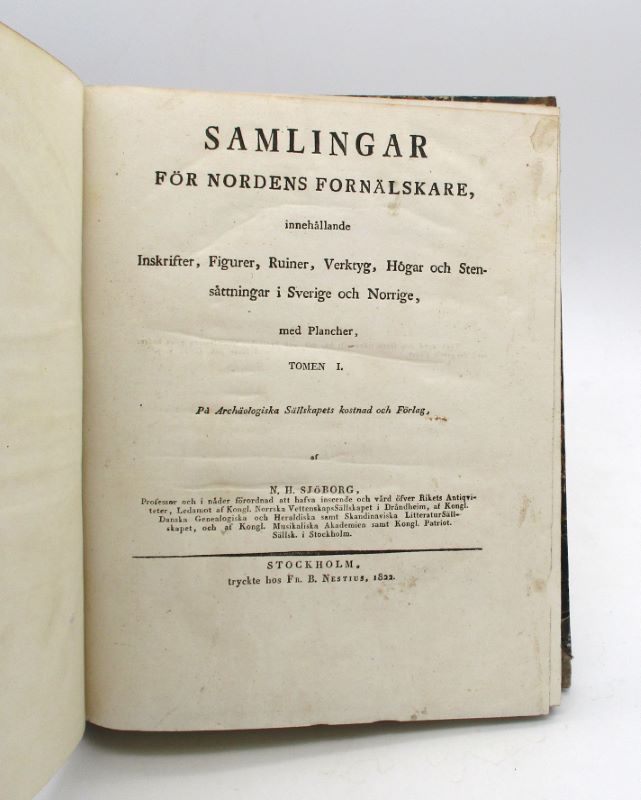 SAMLINGAR
FÖR NORDENS FORNÄLSKARE,
innehållande
Inskrifter, Figurer, Ruiner, Verktyg, Högar och Sten-
sättningar i Sverige och Norrige,
med Plancher,
TOMEN I.
På Archäologiska Sällskapets kostnad och Förlag,
af
N. H. SJÖBORG,
Professor och i nåder förordnad att hafva inseende och vård öfver Rikets Antiqvi-
teter, Ledamot af Kongl. Norrska VettenskapsSällskapet i Dråndheim, af Kongl.
Danska Genealogiska och Heraldiska samt Skandinaviska LitteraturSäll-
skapet, och af Kongl. Musikaliska Akademien samt Kongl. Patriot.
Sällsk. i Stockholm.
STOCKHOLM,
tryckte hos FR. B. NESTIUS, 1822.